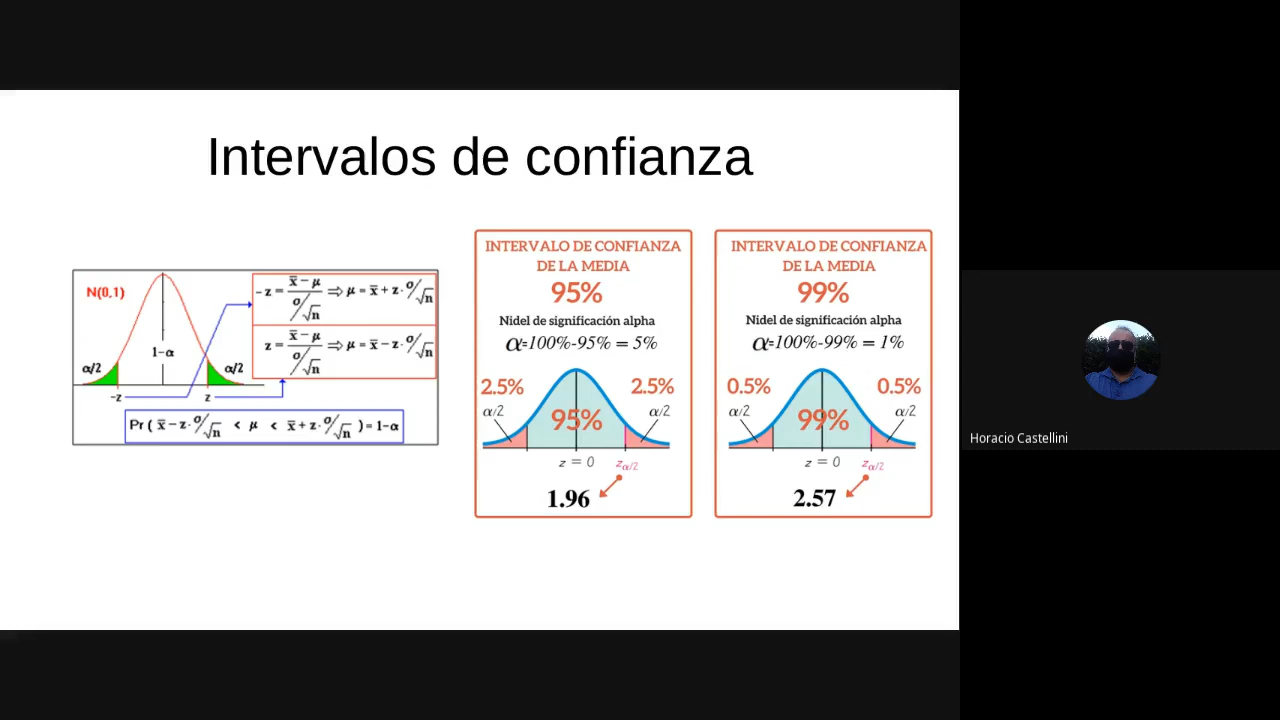 Intervalos de confianza
N(0,1)
1-α
α/2
α/2
-z
z
-z = x̄ - μ / σ/√n ⇒ μ = x̄ + z · σ/√n
z = x̄ - μ / σ/√n ⇒ μ = x̄ - z · σ/√n
Pr ( x̄ - z · σ/√n < μ < x̄ + z · σ/√n ) = 1-α
INTERVALO DE CONFIANZA
DE LA MEDIA
95%
Nidel de significación alpha
α=100%-95% = 5%
2.5%
2.5%
α/2
95%
α/2
z = 0
zα/2
1.96
INTERVALO DE CONFIANZA
DE LA MEDIA
99%
Nidel de significación alpha
α=100%-99% = 1%
0.5%
0.5%
α/2
99%
α/2
z = 0
zα/2
2.57
Horacio Castellini